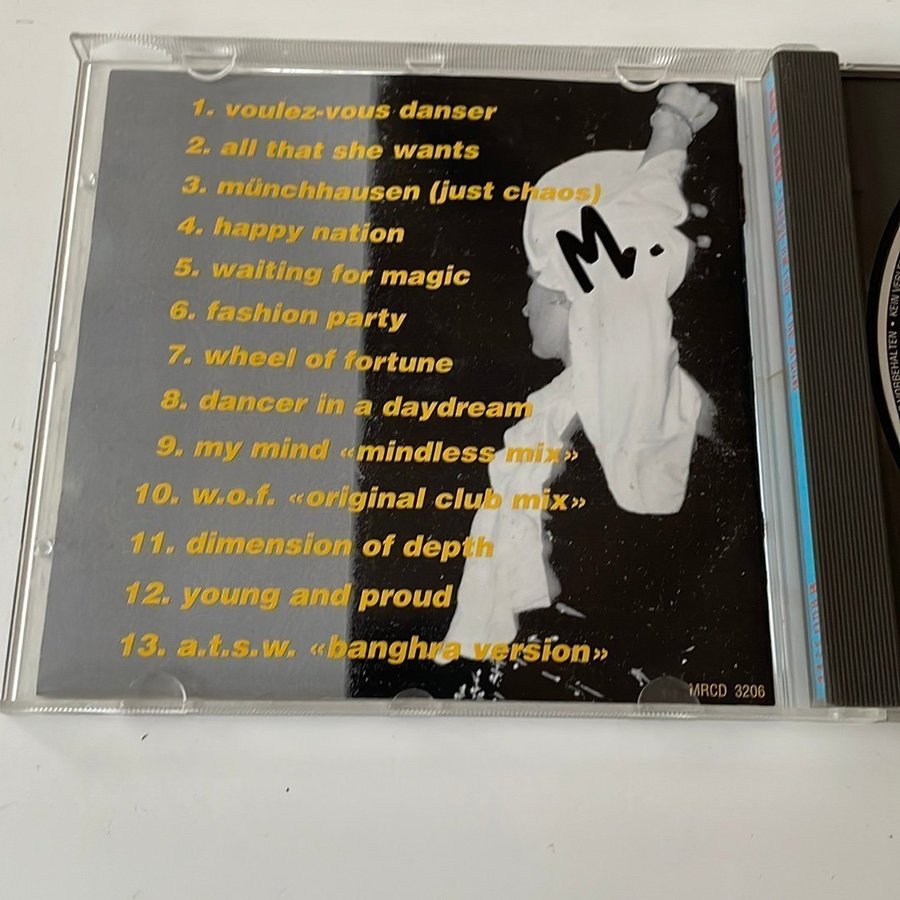 1. voulez-vous danser
2. all that she wants
3. münchhausen (just chaos)
4. happy nation
5. waiting for magic
6. fashion party
7. wheel of fortune
8. dancer in a daydream
9. my mind «mindless mix»
10. w.o.f. «original club mix»
11. dimension of depth
12. young and proud
13. a.t.s.w. «banghra version»
M.
MRCD 3206
VORBEHALTEN • KEIN